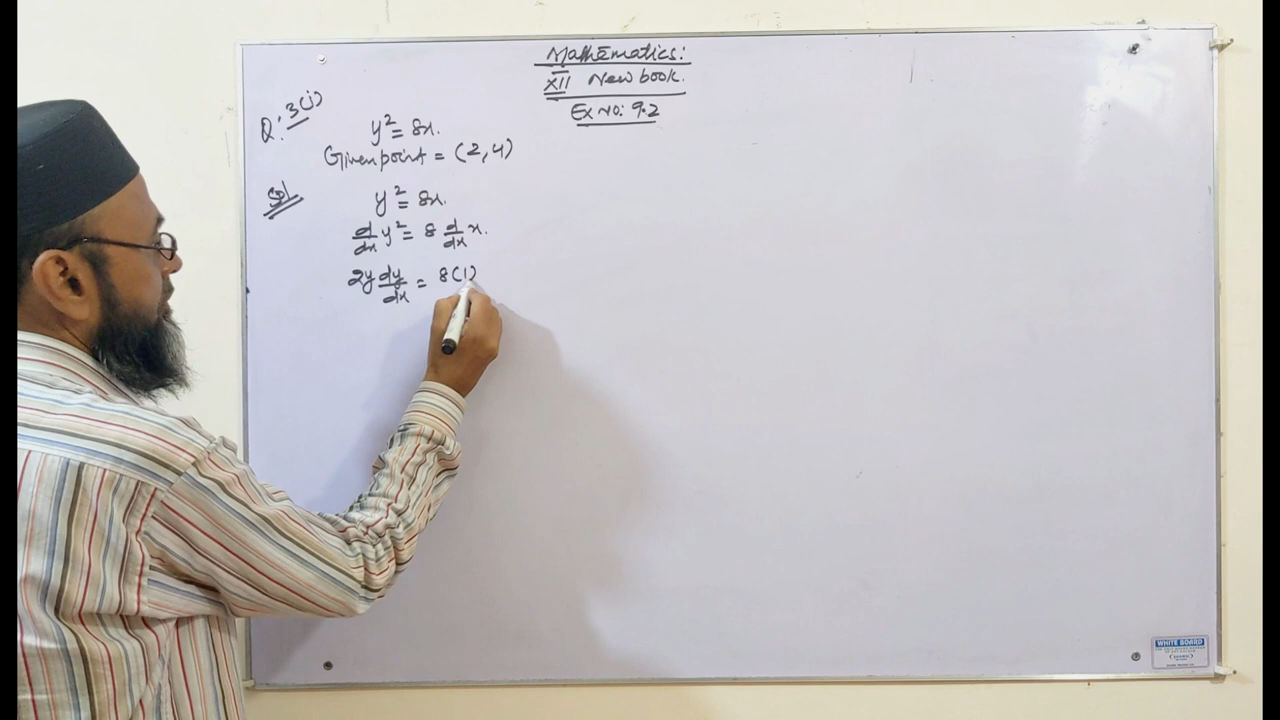 Mathematics:
XII New book.
Ex No: 9.2
Q: 3(i)
y² = 8x.
Given point = (2,4)
Sol
y² = 8x.
d/dx y² = 8 d/dx x.
2y dy/dx = 8(1)
WHITE BOARD